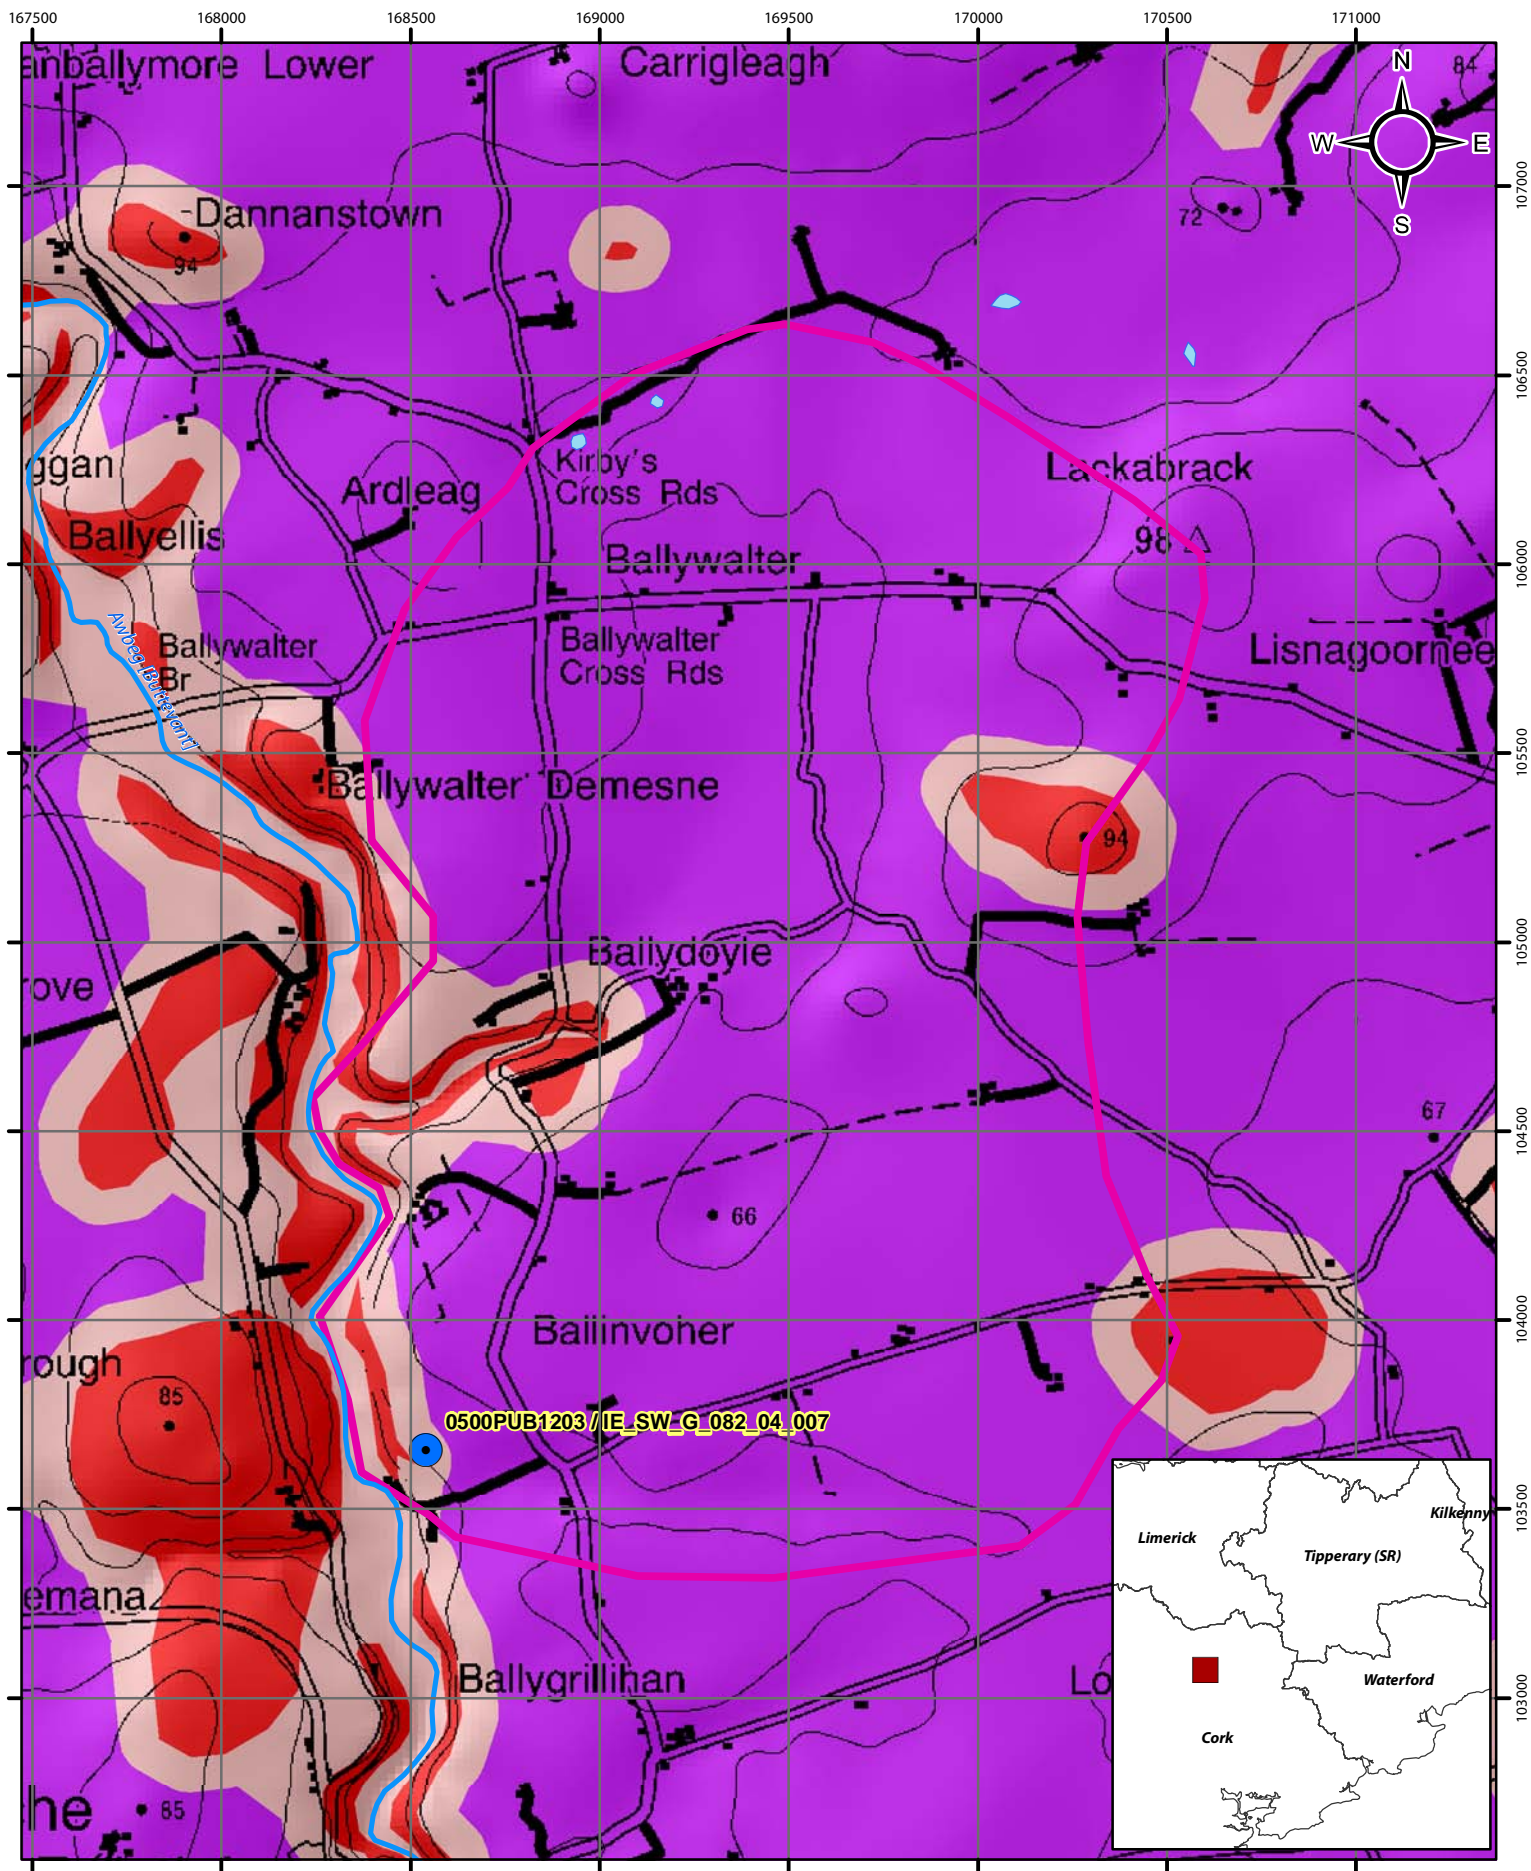 167500 168000 168500 169000 169500 170000 170500 171000
anballymore Lower
Carrigleagh
84
N
W E
S
107000
72
Dannanstown
94
106500
ggan
Ardleag
Kirby's
Cross Rds
Lackabrack
98
Ballyellis
Ballywalter
106000
Awbeg [Buttevant]
Ballywalter
Br
Ballywalter
Cross Rds
Lisnagoornee
105500
Ballywalter Demesne
94
Ballydoyle
105000
rove
104500
67
66
104000
Ballinvoher
rough
85
0500PUB1203 / IE_SW_G_082_04_007
103500
Limerick
Kilkenny
Tipperary (SR)
emana
Ballygrillihan
Lo
Waterford
103000
Cork
he
85